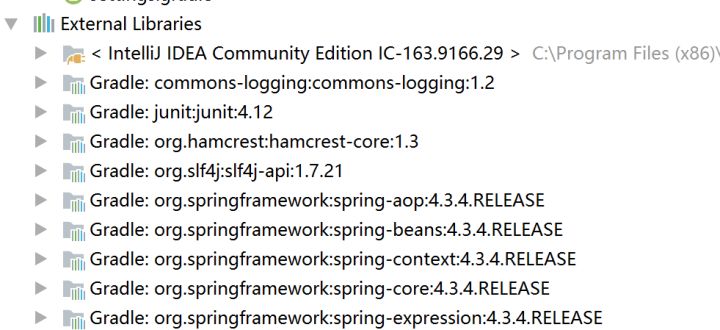 External Libraries
< IntelliJ IDEA Community Edition IC-163.9166.29 > C:\Program Files (x86)\
Gradle: commons-logging:commons-logging:1.2
Gradle: junit:junit:4.12
Gradle: org.hamcrest:hamcrest-core:1.3
Gradle: org.slf4j:slf4j-api:1.7.21
Gradle: org.springframework:spring-aop:4.3.4.RELEASE
Gradle: org.springframework:spring-beans:4.3.4.RELEASE
Gradle: org.springframework:spring-context:4.3.4.RELEASE
Gradle: org.springframework:spring-core:4.3.4.RELEASE
Gradle: org.springframework:spring-expression:4.3.4.RELEASE